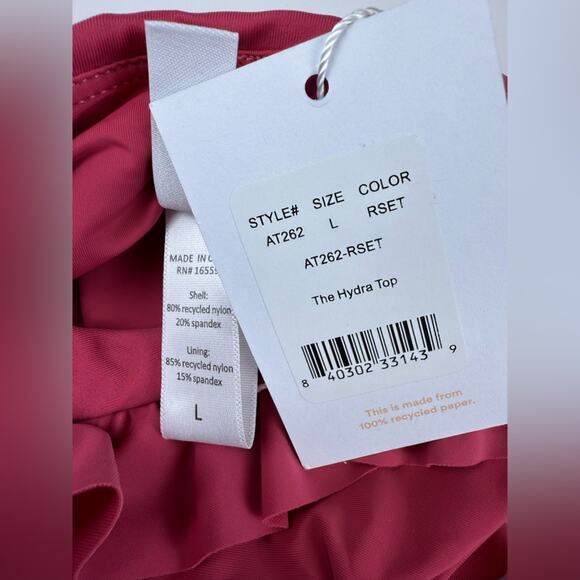 STYLE# SIZE COLOR
AT262 L RSET
AT262-RSET
The Hydra Top
8 40302 33143 9
This is made from
100% recycled paper.
MADE IN
RN# 16559
Shell:
80% recycled nylon
20% spandex
Lining:
85% recycled nylon
15% spandex
L